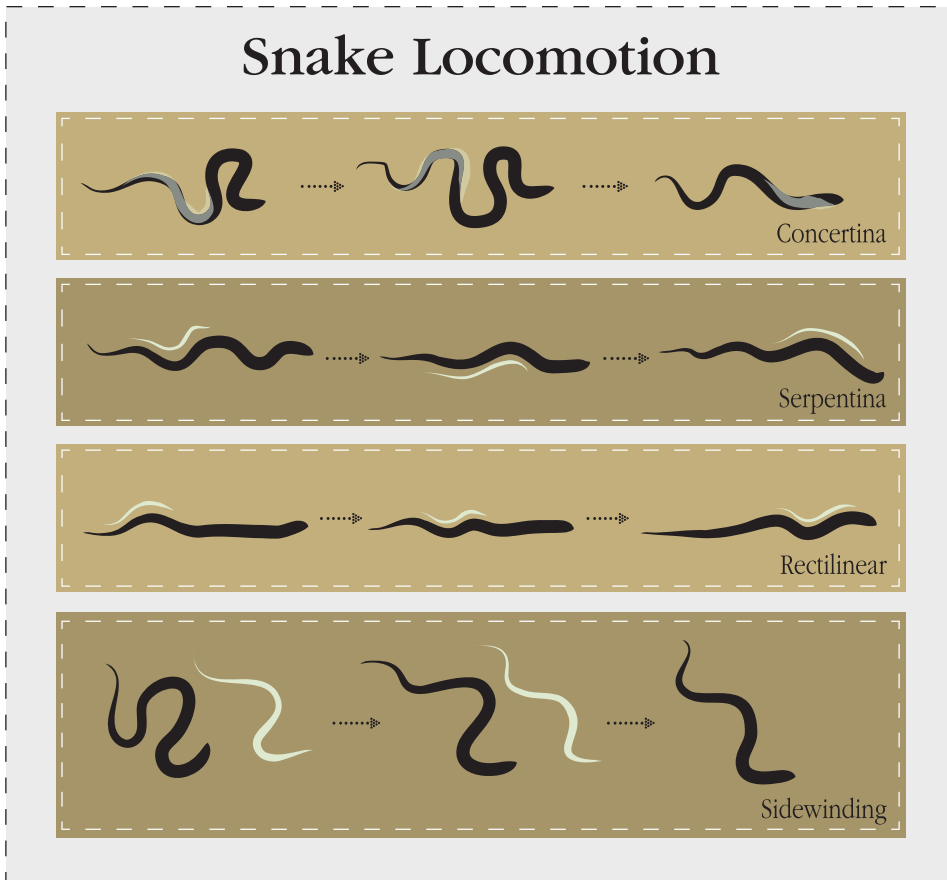 Snake Locomotion
Concertina
Serpentina
Rectilinear
Sidewinding